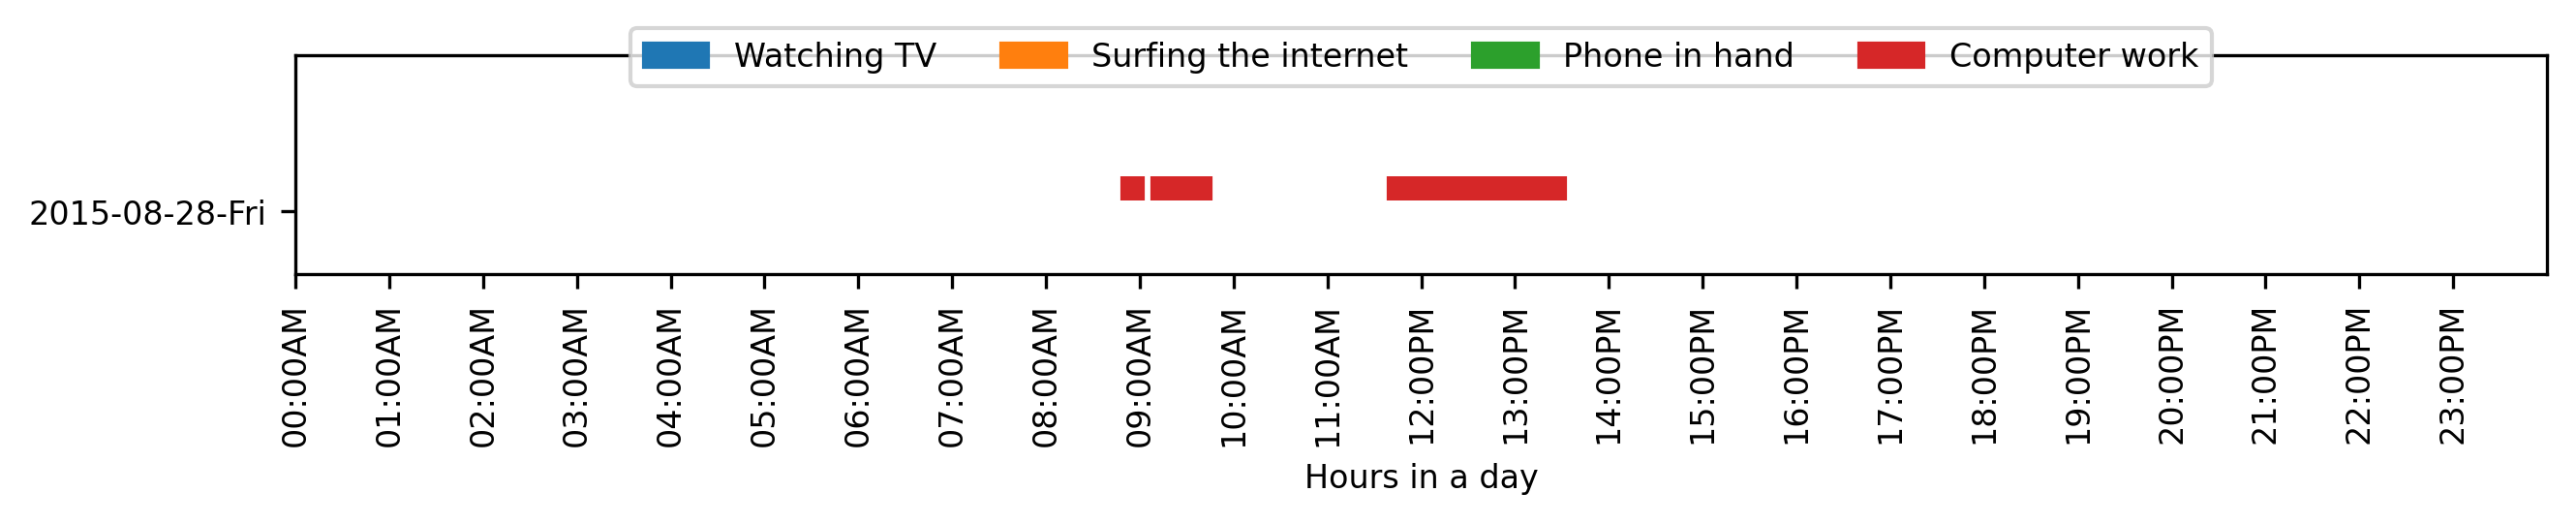 Watching TV Surfing the internet Phone in hand Computer work
2015-08-28-Fri
00:00AM 01:00AM 02:00AM 03:00AM 04:00AM 05:00AM 06:00AM 07:00AM 08:00AM 09:00AM 10:00AM 11:00AM 12:00PM 13:00PM 14:00PM 15:00PM 16:00PM 17:00PM 18:00PM 19:00PM 20:00PM 21:00PM 22:00PM 23:00PM
Hours in a day